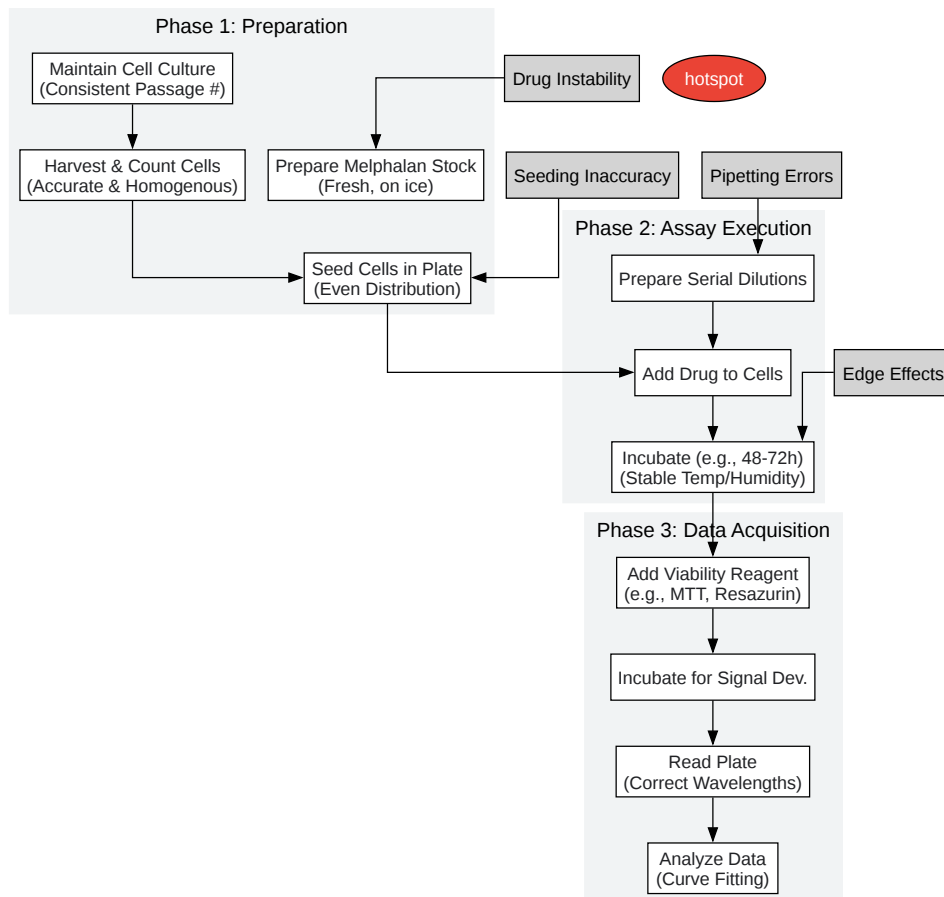 Phase 1: Preparation
Maintain Cell Culture
(Consistent Passage #)
Drug Instability
hotspot
Harvest & Count Cells
(Accurate & Homogenous)
Prepare Melphalan Stock
(Fresh, on ice)
Seeding Inaccuracy
Pipetting Errors
Phase 2: Assay Execution
Seed Cells in Plate
(Even Distribution)
Prepare Serial Dilutions
Add Drug to Cells
Edge Effects
Incubate (e.g., 48-72h)
(Stable Temp/Humidity)
Phase 3: Data Acquisition
Add Viability Reagent
(e.g., MTT, Resazurin)
Incubate for Signal Dev.
Read Plate
(Correct Wavelengths)
Analyze Data
(Curve Fitting)